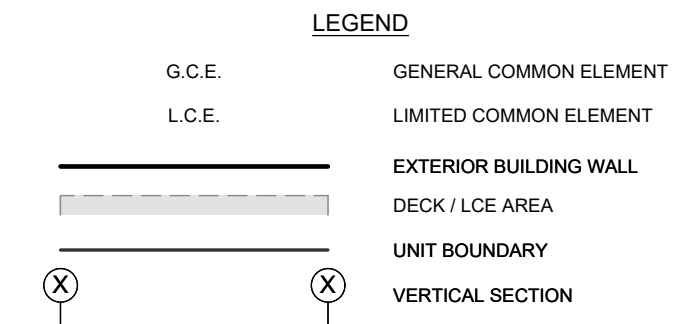 LEGEND
G.C.E. GENERAL COMMON ELEMENT
L.C.E. LIMITED COMMON ELEMENT
EXTERIOR BUILDING WALL
DECK / LCE AREA
UNIT BOUNDARY
X X VERTICAL SECTION